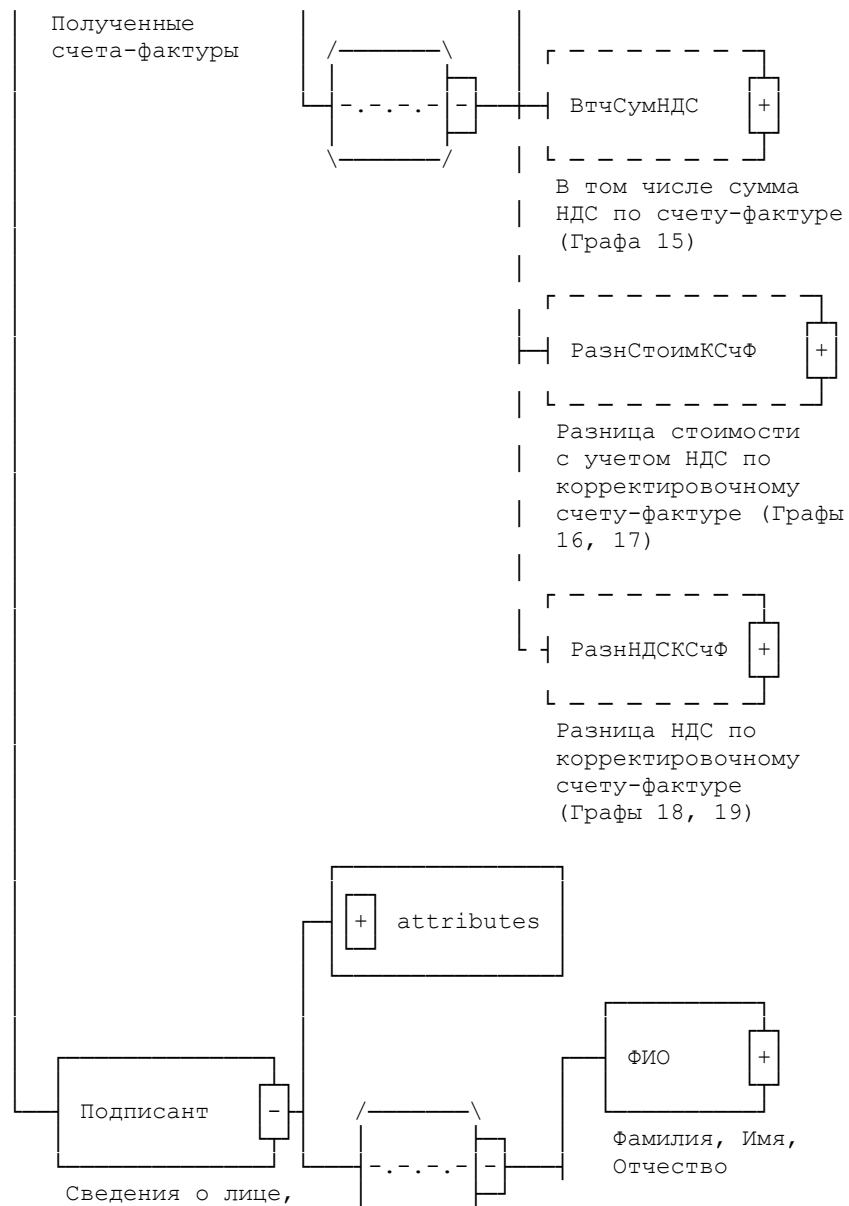 Полученные
счета-фактуры
-.-.-.- -
ВтчСумНДС +
В том числе сумма
НДС по счету-фактуре
(Графа 15)
РазнСтоимКСчФ +
Разница стоимости
с учетом НДС по
корректировочному
счету-фактуре (Графы
16, 17)
РазнНДСКСчФ +
Разница НДС по
корректировочному
счету-фактуре
(Графы 18, 19)
+ attributes
ФИО +
Подписант -
-.-.-.- -
Фамилия, Имя,
Отчество
Сведения о лице,